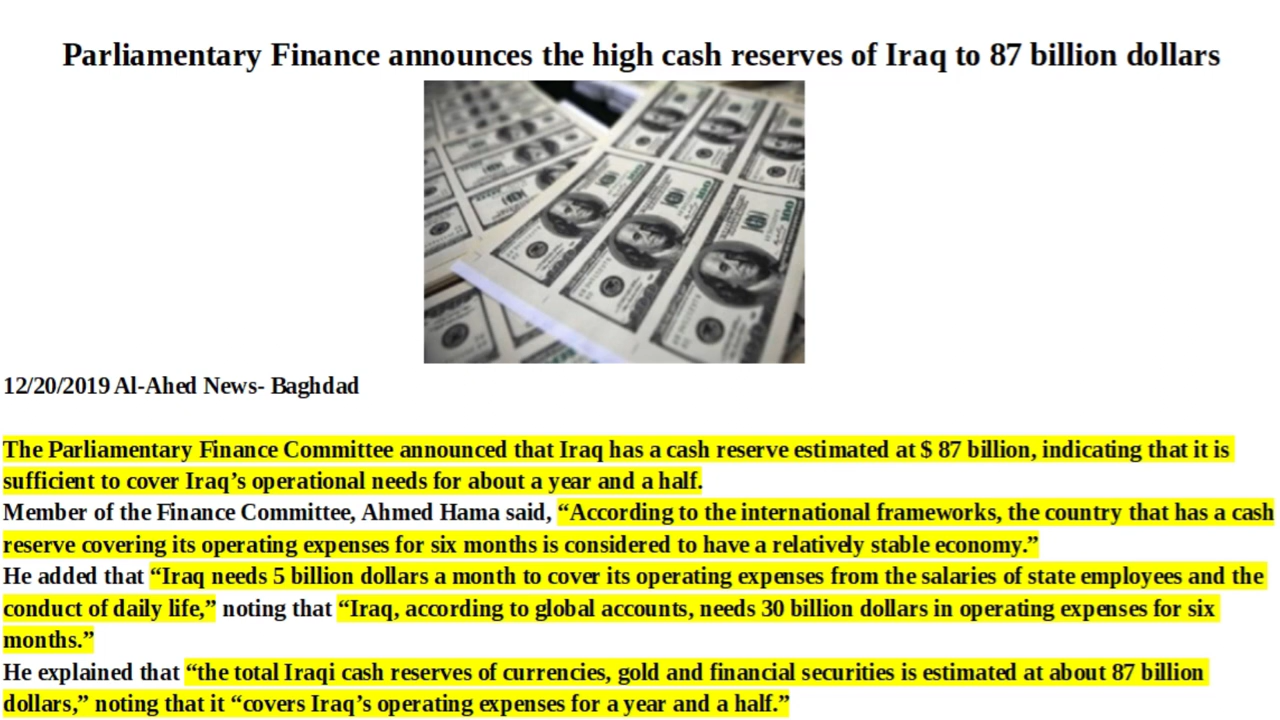 Parliamentary Finance announces the high cash reserves of Iraq to 87 billion dollars
12/20/2019 Al-Ahed News- Baghdad
The Parliamentary Finance Committee announced that Iraq has a cash reserve estimated at $ 87 billion, indicating that it is
sufficient to cover Iraq’s operational needs for about a year and a half.
Member of the Finance Committee, Ahmed Hama said, “According to the international frameworks, the country that has a cash
reserve covering its operating expenses for six months is considered to have a relatively stable economy.”
He added that “Iraq needs 5 billion dollars a month to cover its operating expenses from the salaries of state employees and the
conduct of daily life,” noting that “Iraq, according to global accounts, needs 30 billion dollars in operating expenses for six
months.”
He explained that “the total Iraqi cash reserves of currencies, gold and financial securities is estimated at about 87 billion
dollars,” noting that it “covers Iraq’s operating expenses for a year and a half.”